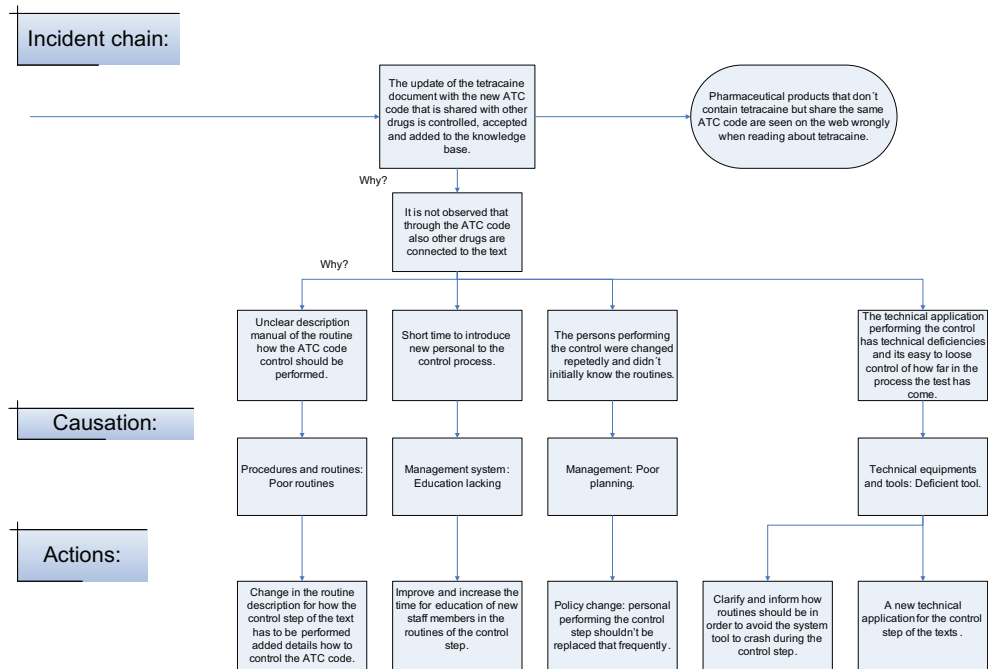 Incident chain:
The update of the tetracaine
document with the new ATC
code that is shared with other
drugs is controlled, accepted
and added to the knowledge
base.
Pharmaceutical products that don´t
contain tetracaine but share the same
ATC code are seen on the web wrongly
when reading about tetracaine.
Why?
It is not observed that
through the ATC code
also other drugs are
connected to the text
Why?
Unclear description
manual of the routine
how the ATC code
control should be
performed.
Short time to introduce
new personal to the
control process.
The persons performing
the control were changed
repetedly and didn´t
initially know the routines.
The technical application
performing the control
has technical deficiencies
and its easy to loose
control of how far in the
process the test has
come.
Causation:
Procedures and routines:
Poor routines
Management system:
Education lacking
Management: Poor
planning.
Technical equipments
and tools: Deficient tool.
Actions:
Change in the routine
description for how the
control step of the text
has to be performed
added details how to
control the ATC code.
Improve and increase the
time for education of new
staff members in the
routines of the control
step.
Policy change: personal
performing the control
step shouldn't be
replaced that frequently.
Clarify and inform how
routines should be in
order to avoid the system
tool to crash during the
control step.
A new technical
application for the control
step of the texts .